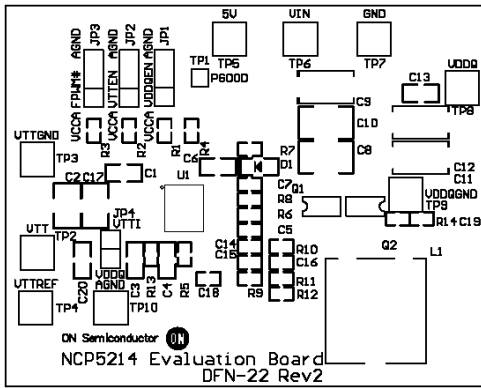 5V
VIN
GND
TP5
TP6
TP7
AGND
JP3
AGND
JP2
AGND
JP1
VCCA
FPWM#
VCCA
VTTEN
VCCA
VDDQEN
TP1
PGOOD
VDDQ
TP8
C13
C9
C10
C8
C12
C11
R3
R2
R1
R4
C6
R7
D1
VTTGND
TP3
C1
U1
C7
R8
R6
C5
Q1
VDDQGND
TP9
R14
C19
C2
C17
JP4
VTTI
VTT
TP2
C14
C15
R10
C16
R11
R12
R9
Q2
L1
VDDQ
AGND
C20
C3
R13
C4
R5
C18
VTTREF
TP4
TP10
ON Semiconductor
ON
NCP5214 Evaluation Board
DFN-22 Rev2